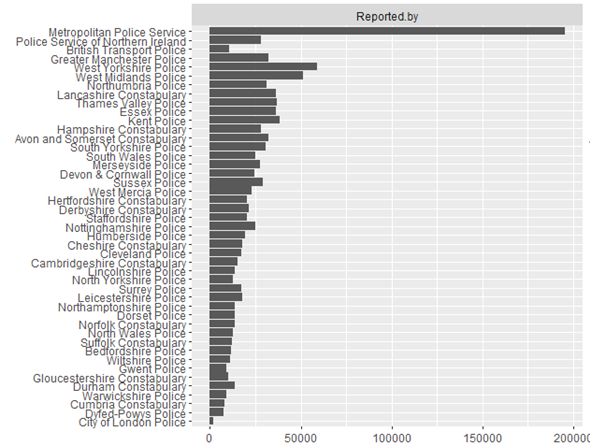 Reported.by
Metropolitan Police Service
Police Service of Northern Ireland
British Transport Police
Greater Manchester Police
West Yorkshire Police
West Midlands Police
Northumbria Police
Lancashire Constabulary
Thames Valley Police
Essex Police
Kent Police
Hampshire Constabulary
Avon and Somerset Constabulary
South Yorkshire Police
South Wales Police
Merseyside Police
Devon & Cornwall Police
Sussex Police
West Mercia Police
Hertfordshire Constabulary
Derbyshire Constabulary
Staffordshire Police
Nottinghamshire Police
Humberside Police
Cheshire Constabulary
Cleveland Police
Cambridgeshire Constabulary
Lincolnshire Police
North Yorkshire Police
Surrey Police
Leicestershire Police
Northamptonshire Police
Dorset Police
Norfolk Constabulary
North Wales Police
Suffolk Constabulary
Bedfordshire Police
Wiltshire Police
Gwent Police
Gloucestershire Constabulary
Durham Constabulary
Warwickshire Police
Cumbria Constabulary
Dyfed-Powys Police
City of London Police
0 50000 100000 150000 200000